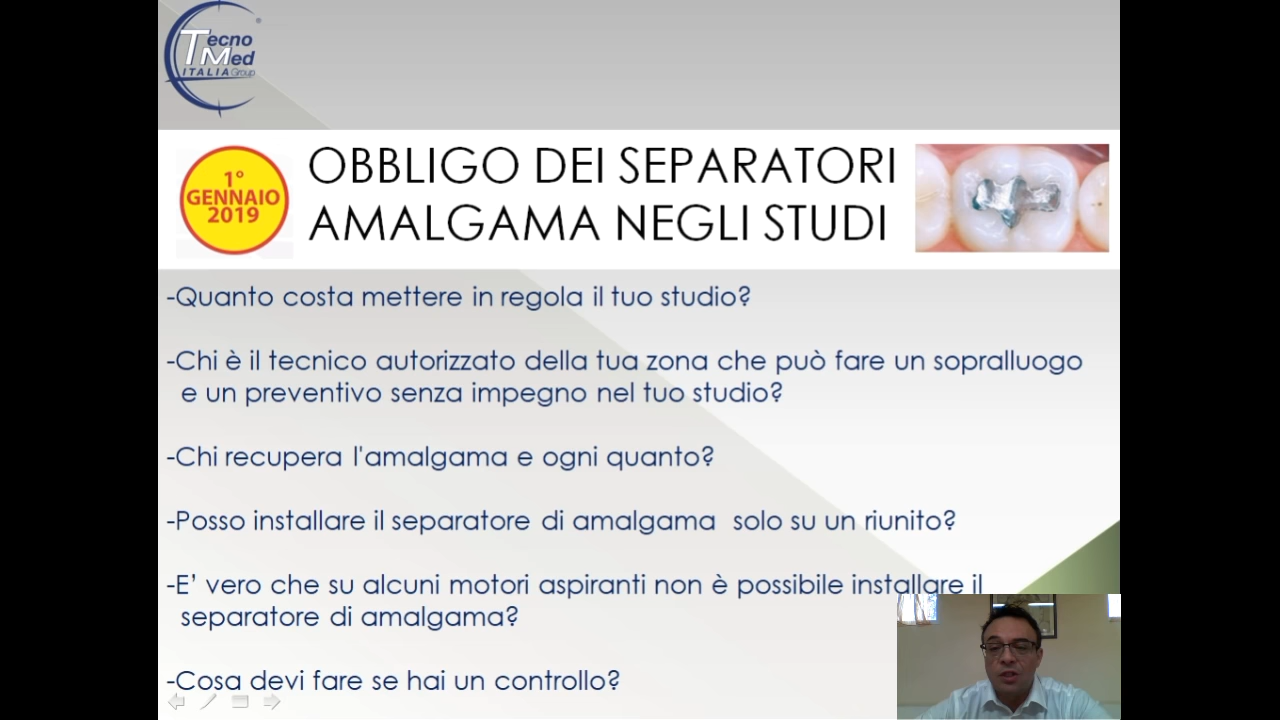 Tecno
Med
ITALIA Group
®
1°
GENNAIO
2019
OBBLIGO DEI SEPARATORI
AMALGAMA NEGLI STUDI
-Quanto costa mettere in regola il tuo studio?
-Chi è il tecnico autorizzato della tua zona che può fare un sopralluogo
e un preventivo senza impegno nel tuo studio?
-Chi recupera l'amalgama e ogni quanto?
-Posso installare il separatore di amalgama solo su un riunito?
-E' vero che su alcuni motori aspiranti non è possibile installare il
separatore di amalgama?
-Cosa devi fare se hai un controllo?